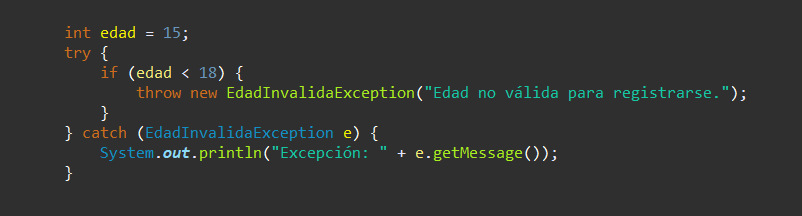 int edad = 15;
try {
    if (edad < 18) {
        throw new EdadInvalidaException("Edad no válida para registrarse.");
    }
} catch (EdadInvalidaException e) {
    System.out.println("Excepción: " + e.getMessage());
}